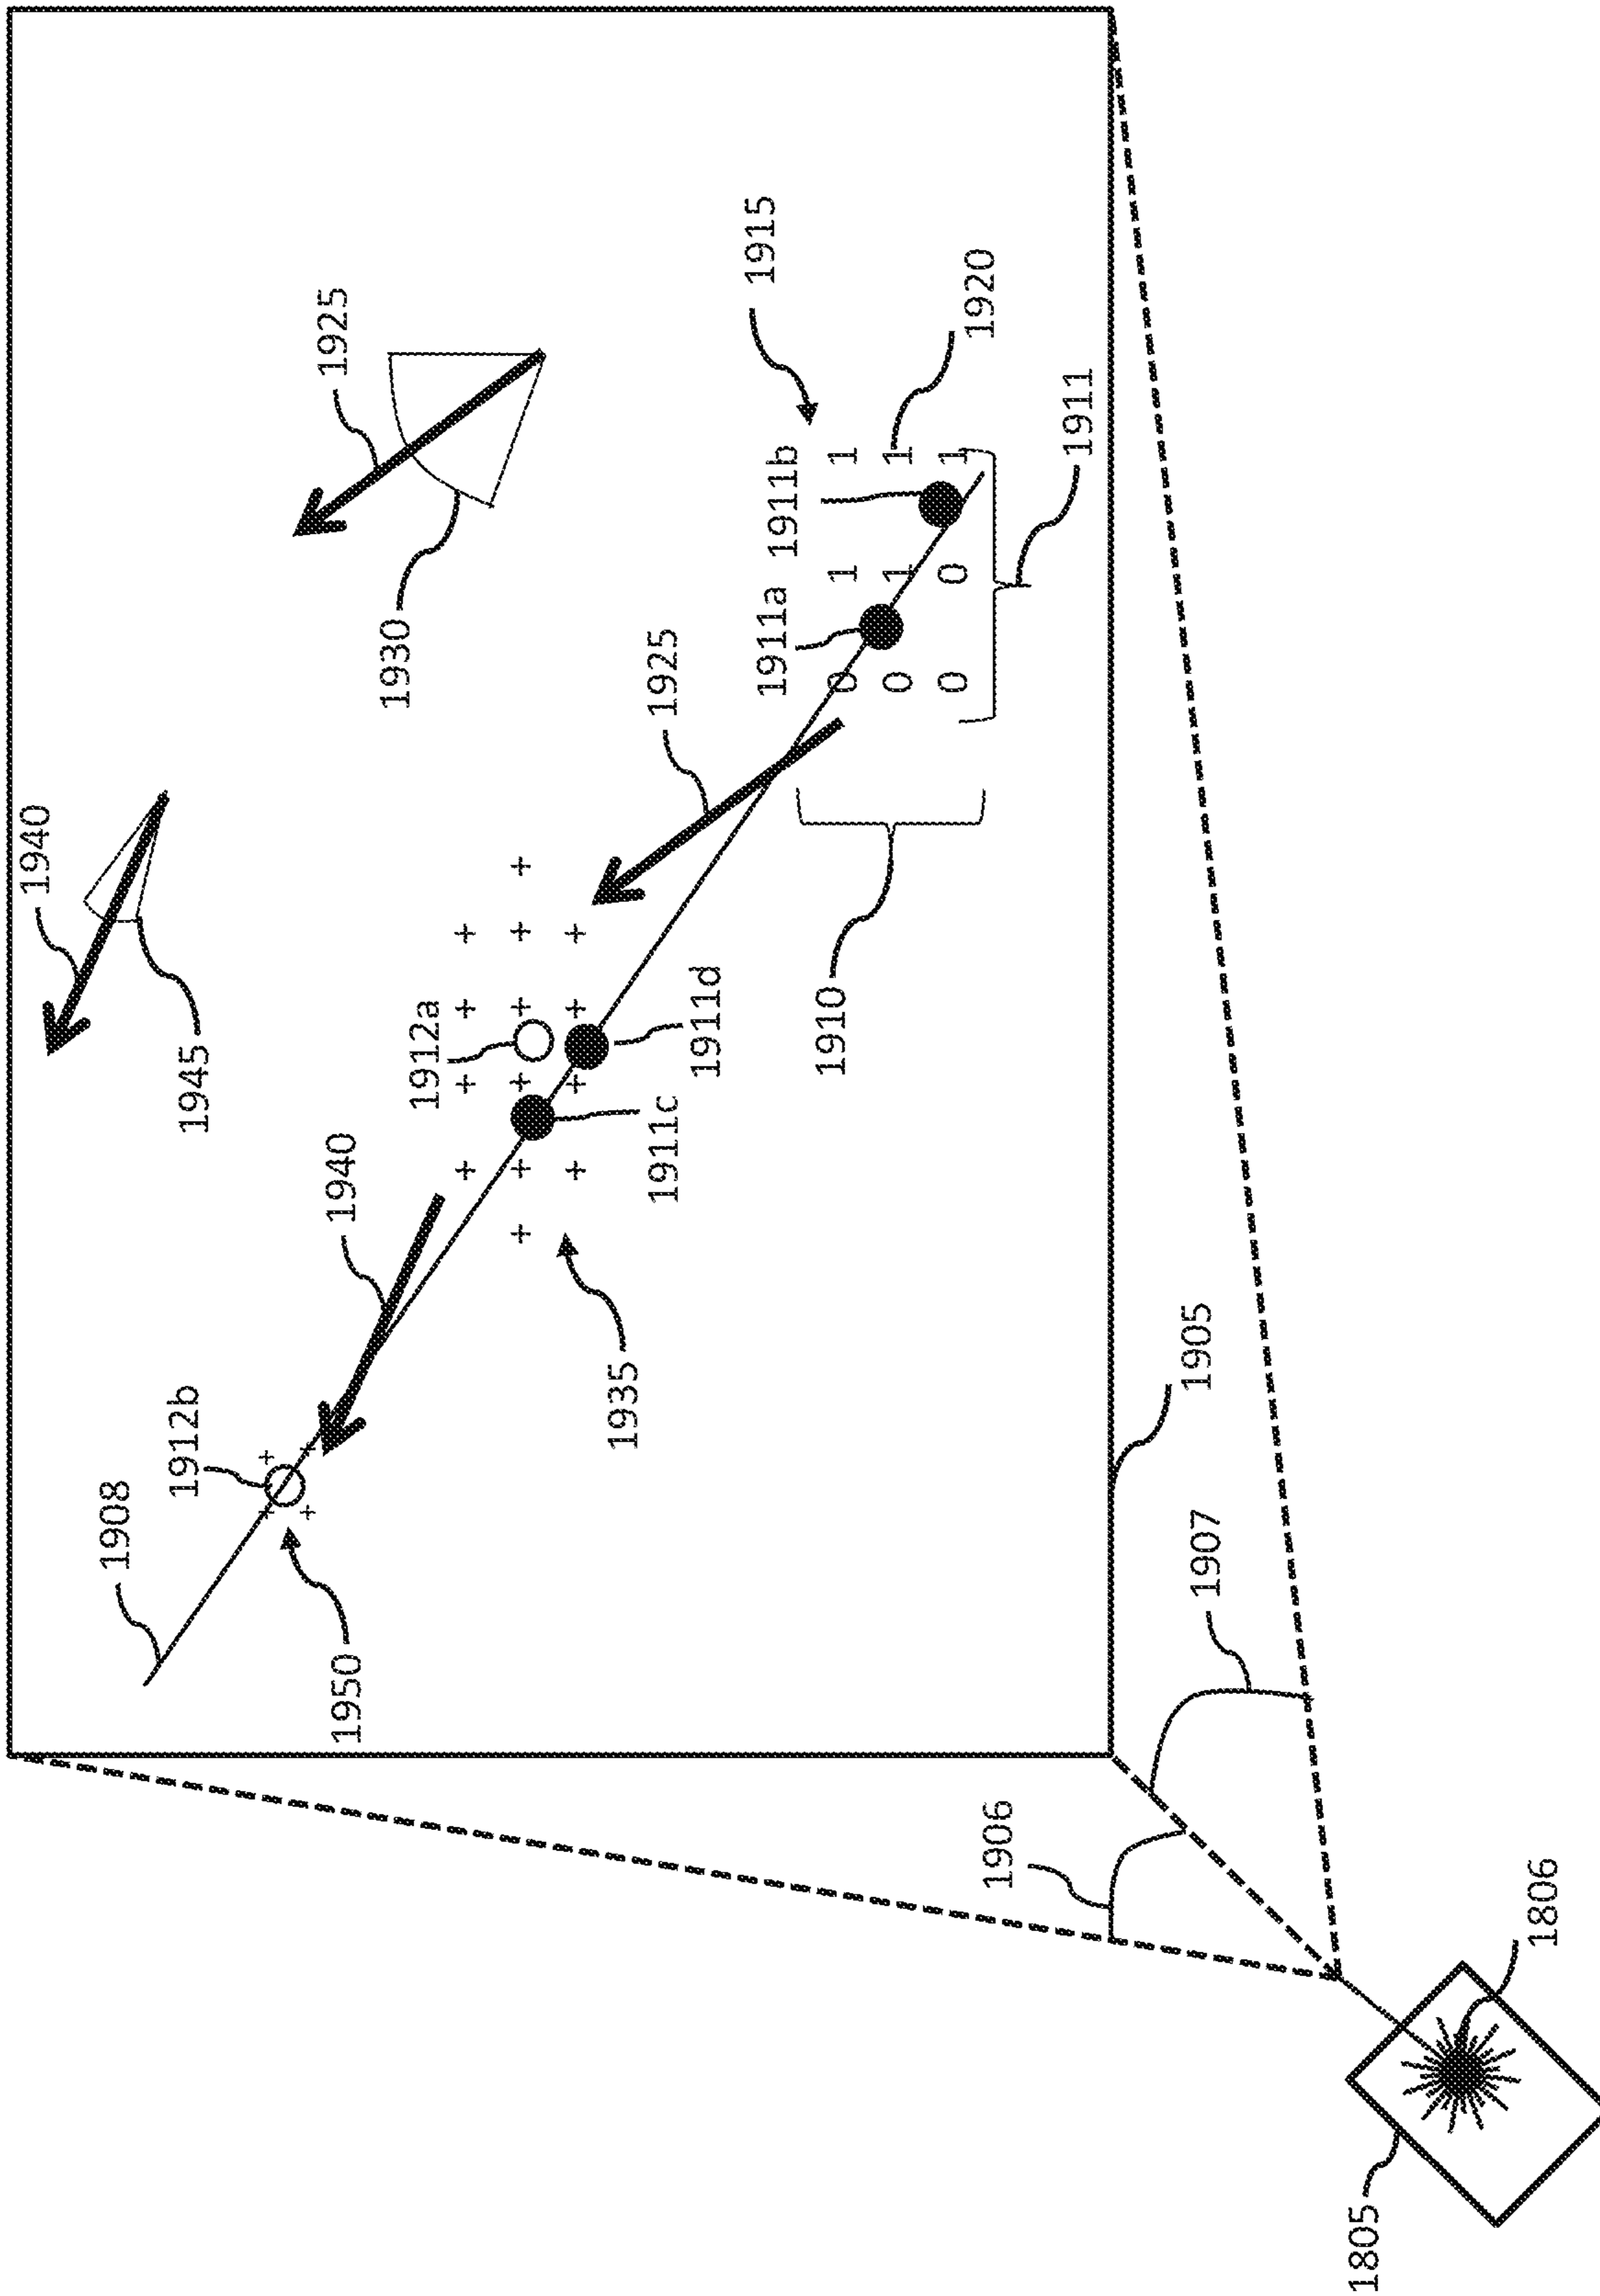 1940
1908
1912b
1945
+ +
+ +
1950
1940
1925
1930
1912a
+ + + +
+ + + + + +
+ + + +
1935
1911c
1911d
1925
1911a
1911b
1915
1910
0 1 1
0 1 1
0 0 1
1920
1906
1911
1907
1905
1805
1806